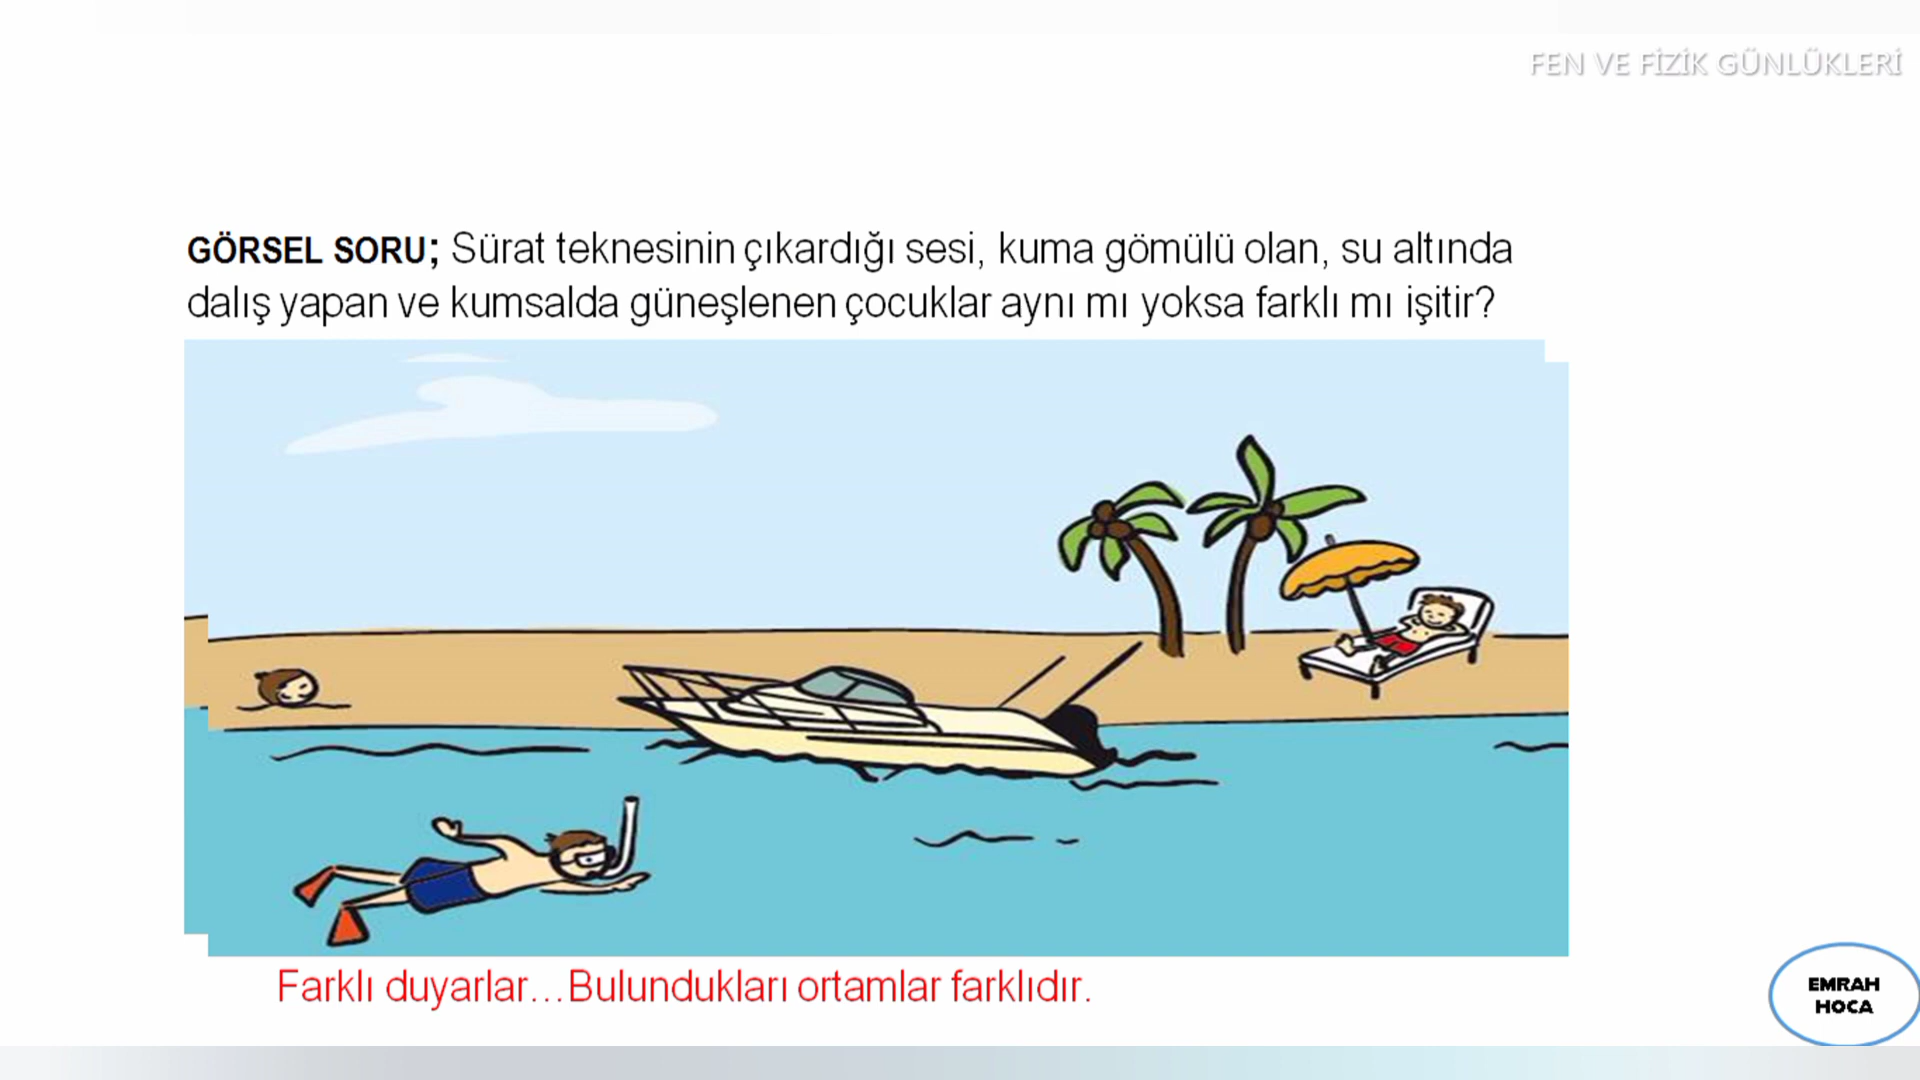 FEN VE FİZİK GÜNLÜKLERİ
GÖRSEL SORU; Sürat teknesinin çıkardığı sesi, kuma gömülü olan, su altında
dalış yapan ve kumsalda güneşlenen çocuklar aynı mı yoksa farklı mı işitir?
Farklı duyarlar...Bulundukları ortamlar farklıdır.
EMRAH
HOCA